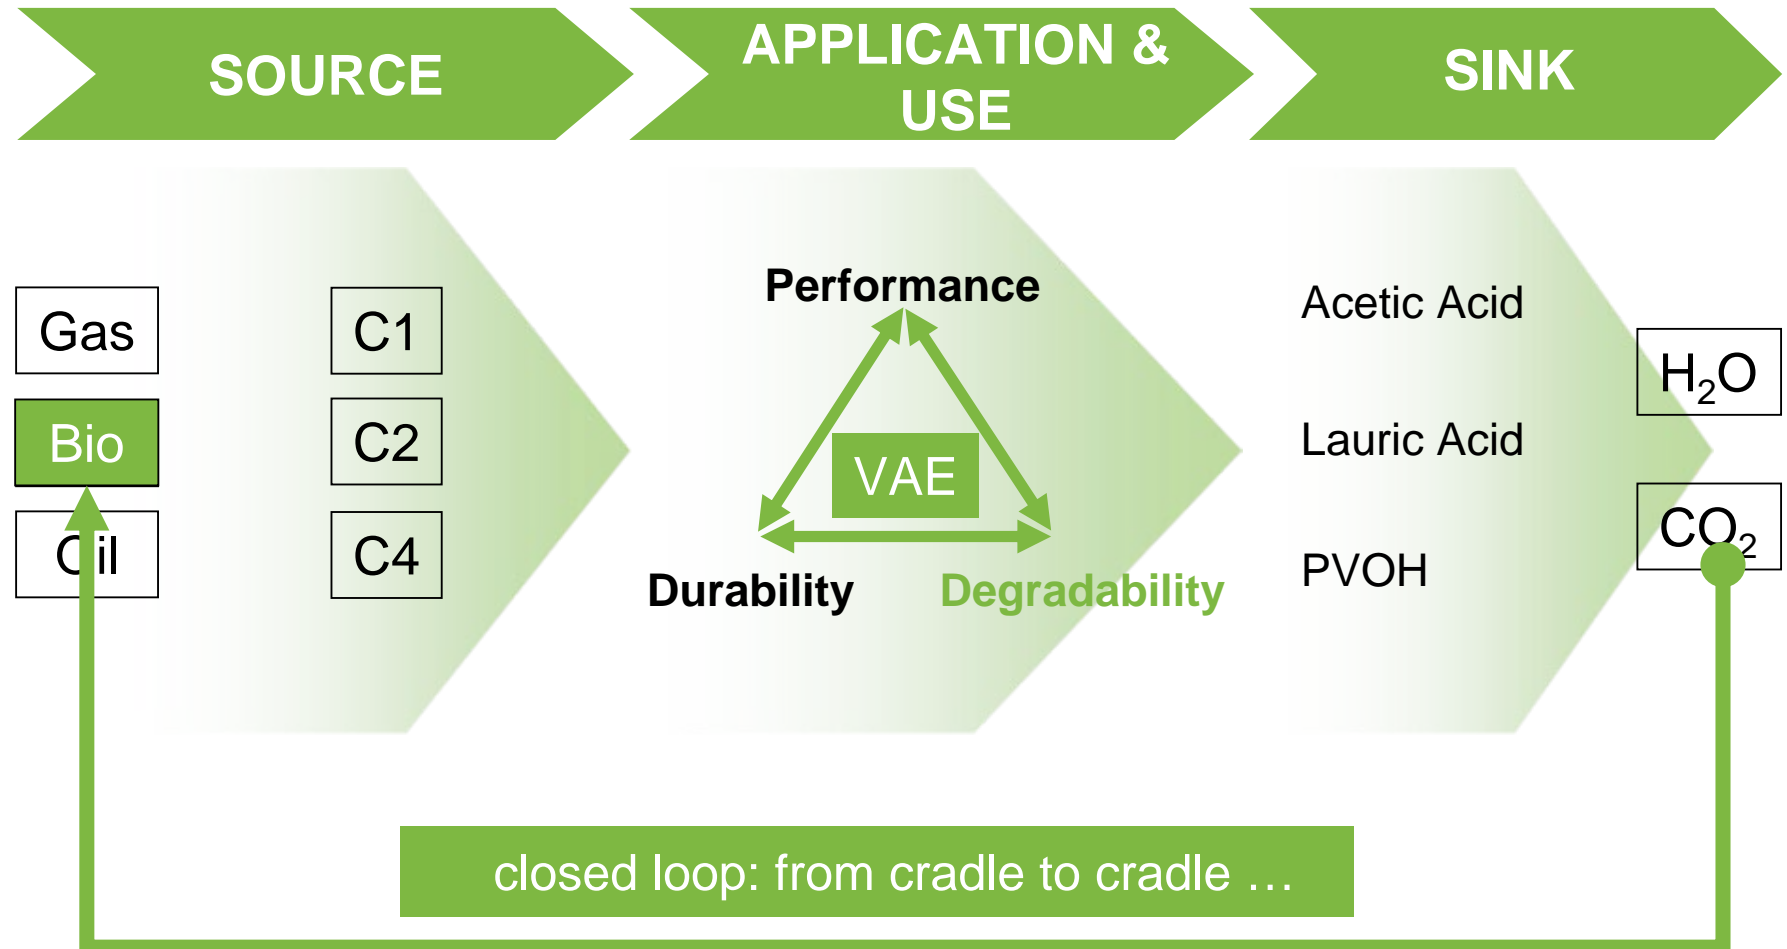 SOURCE
APPLICATION &
USE
SINK
Gas
Bio
Oil
C1
C2
C4
Performance
VAE
Durability
Degradability
Acetic Acid
Lauric Acid
PVOH
H₂O
CO₂
closed loop: from cradle to cradle …